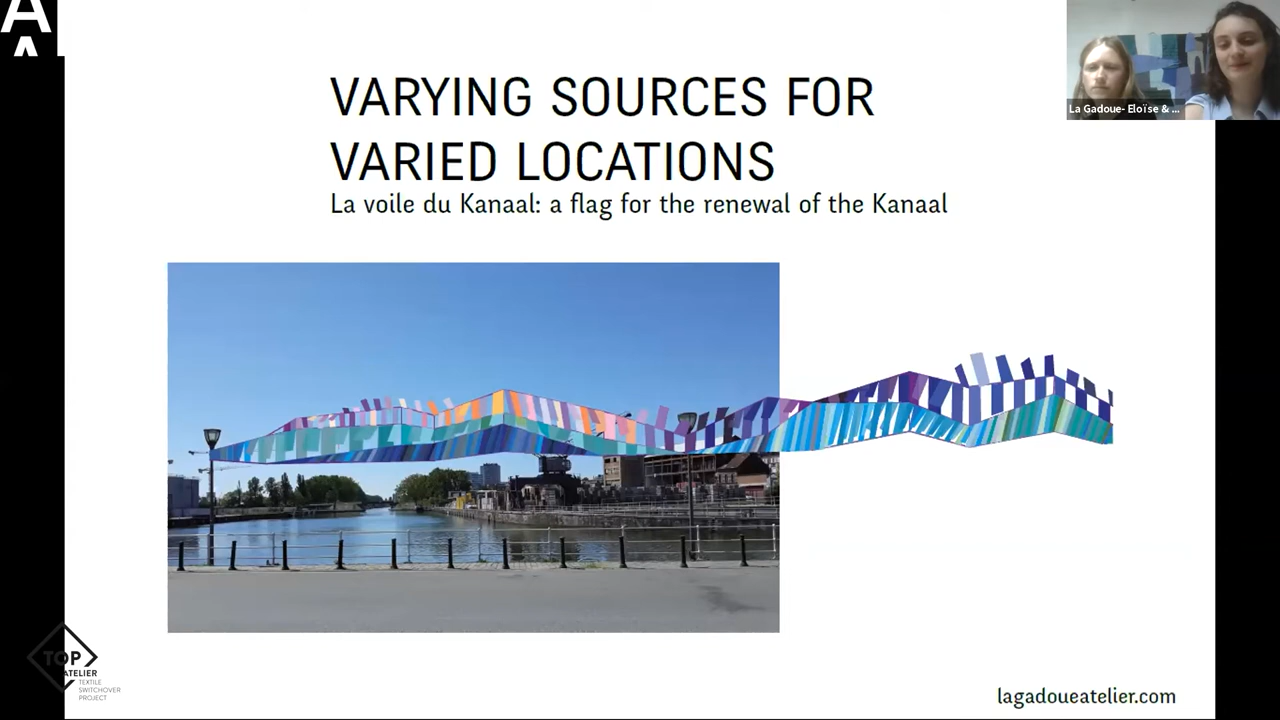 VARYING SOURCES FOR
VARIED LOCATIONS
La voile du Kanaal: a flag for the renewal of the Kanaal
La Gadoue- Eloïse & ...
TOP
ATELIER
TEXTILE
SWITCHOVER
PROJECT
lagadoueatelier.com